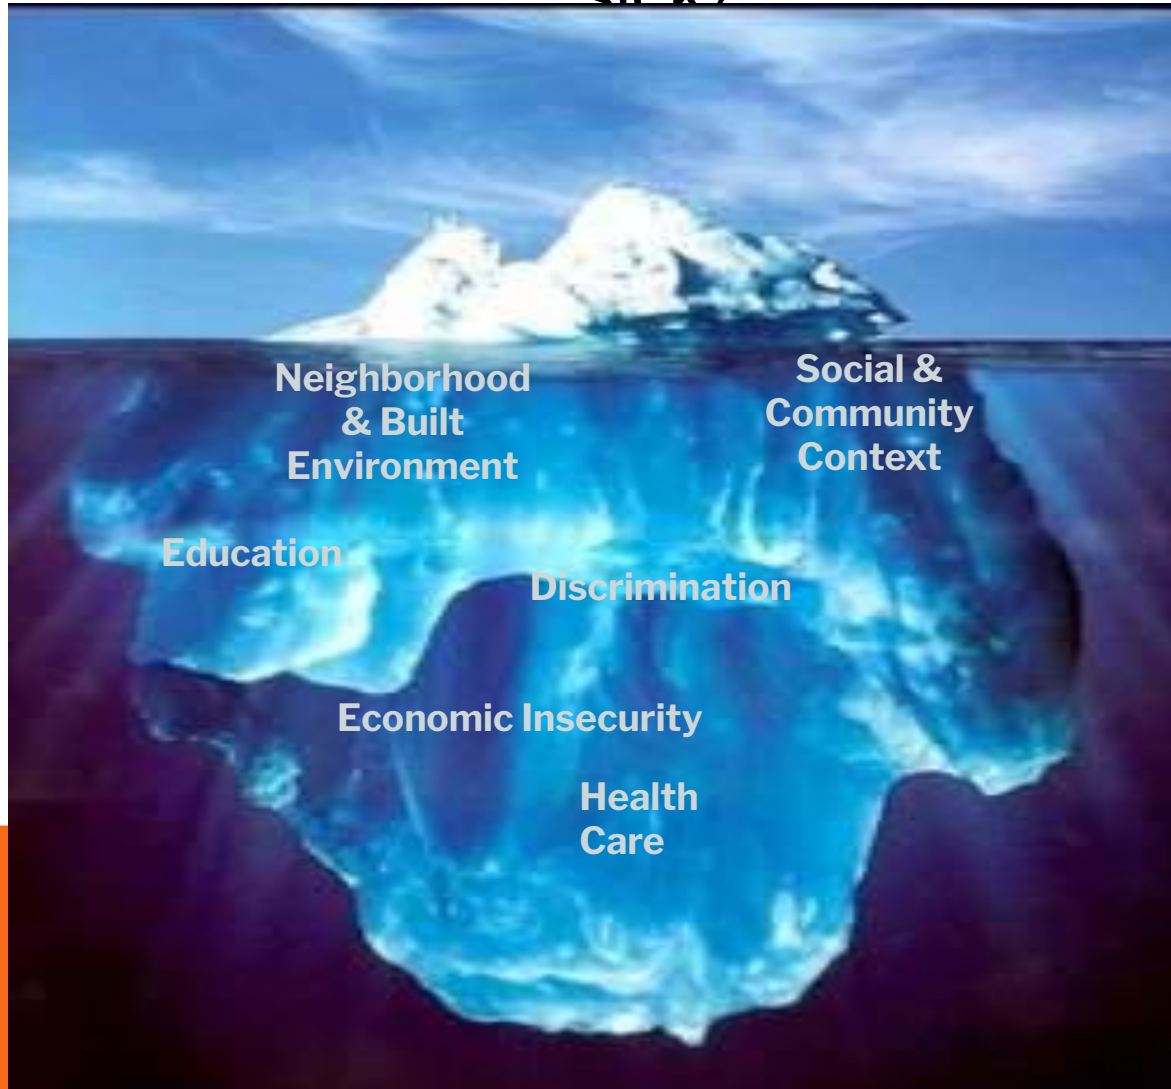 Neighborhood
& Built
Environment
Social &
Community
Context
Education
Discrimination
Economic Insecurity
Health
Care